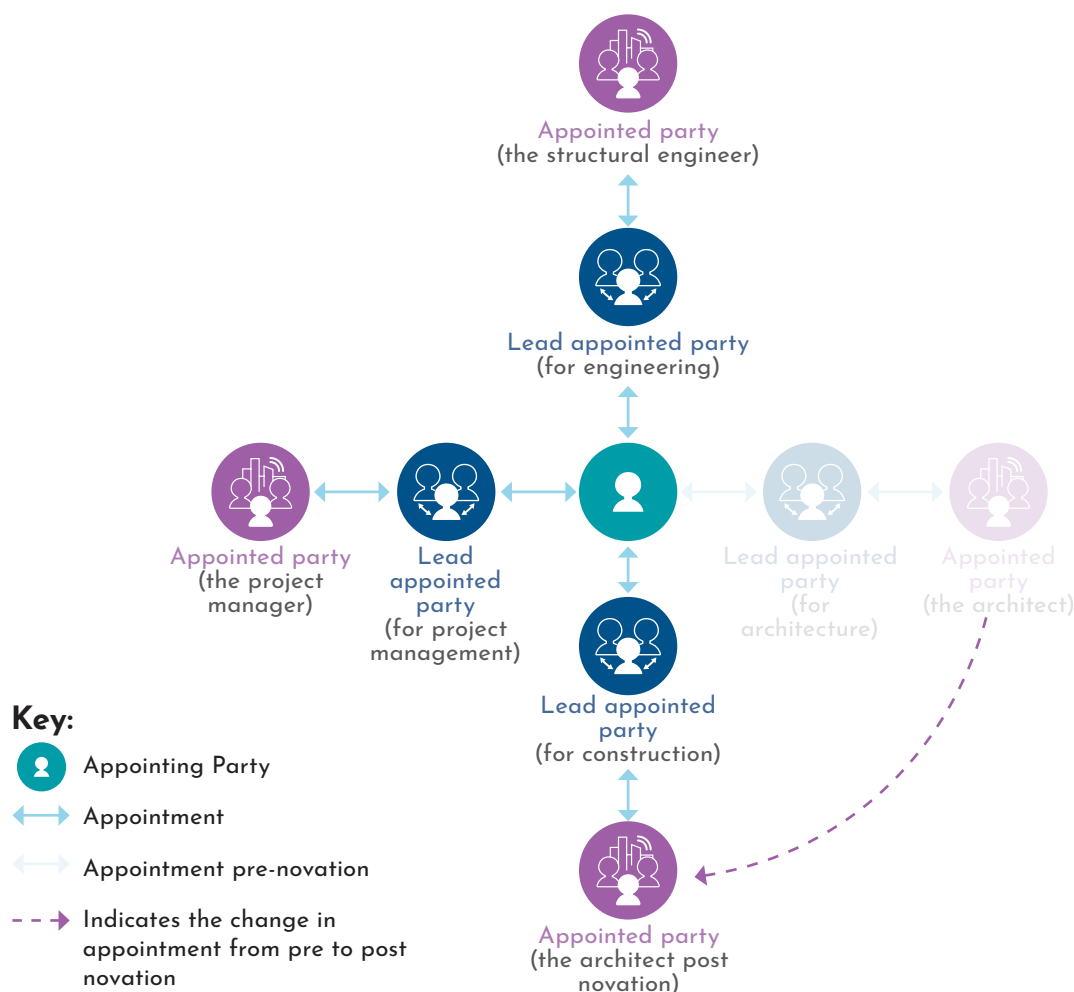 Appointed party
(the structural engineer)
Lead appointed party
(for engineering)
Appointed party
(the project
manager)
Lead
appointed
party
(for project
management)
Lead appointed
party
(for
architecture)
Appointed
party
(the architect)
Lead appointed
party
(for construction)
Appointed party
(the architect post
novation)
Key:
Appointing Party
Appointment
Appointment pre-novation
Indicates the change in
appointment from pre to post
novation